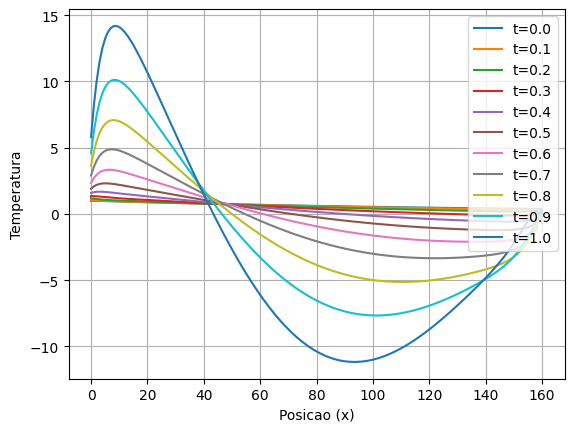 Temperatura
15
10
5
0
−5
−10
0 20 40 60 80 100 120 140 160
Posicao (x)
t=0.0
t=0.1
t=0.2
t=0.3
t=0.4
t=0.5
t=0.6
t=0.7
t=0.8
t=0.9
t=1.0